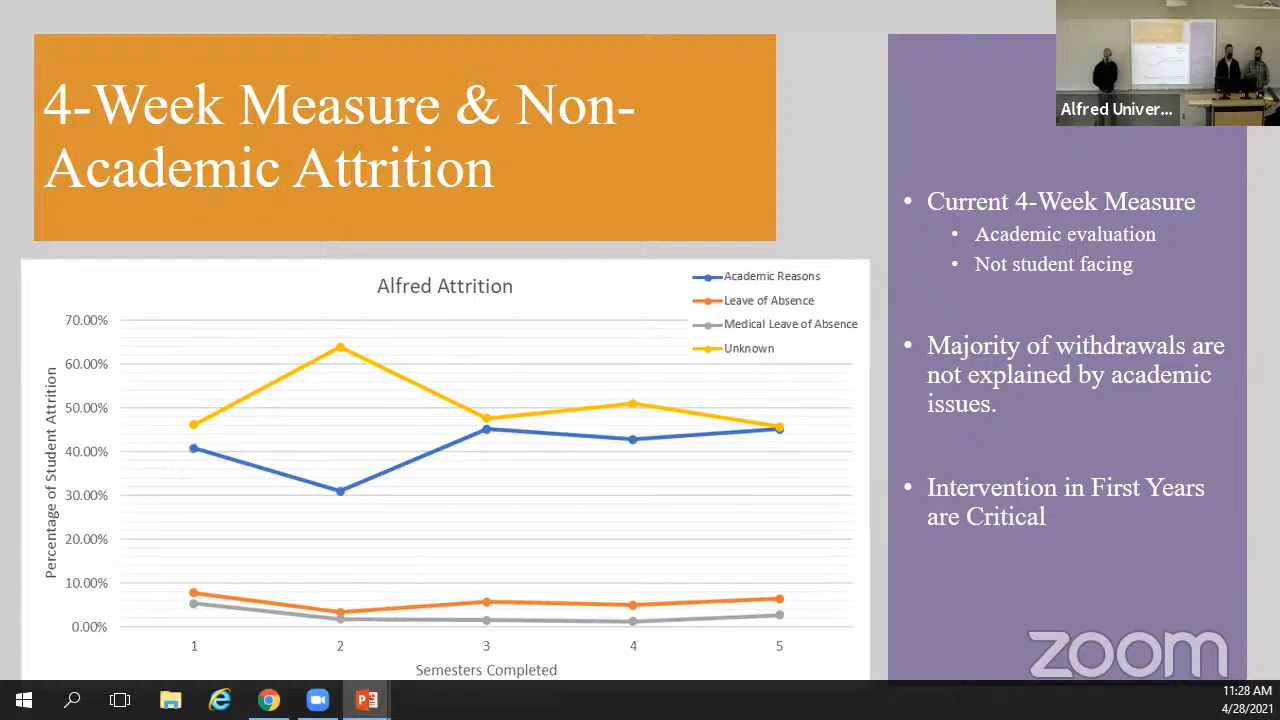 4-Week Measure & Non-
Academic Attrition
Alfred Univer...
• Current 4-Week Measure
• Academic evaluation
• Not student facing
• Majority of withdrawals are
not explained by academic
issues.
• Intervention in First Years
are Critical
Alfred Attrition
Academic Reasons
Leave of Absence
Medical Leave of Absence
Unknown
Percentage of Student Attrition
70.00%
60.00%
50.00%
40.00%
30.00%
20.00%
10.00%
0.00%
1 2 3 4 5
Semesters Completed
zoom
11:28 AM
4/28/2021